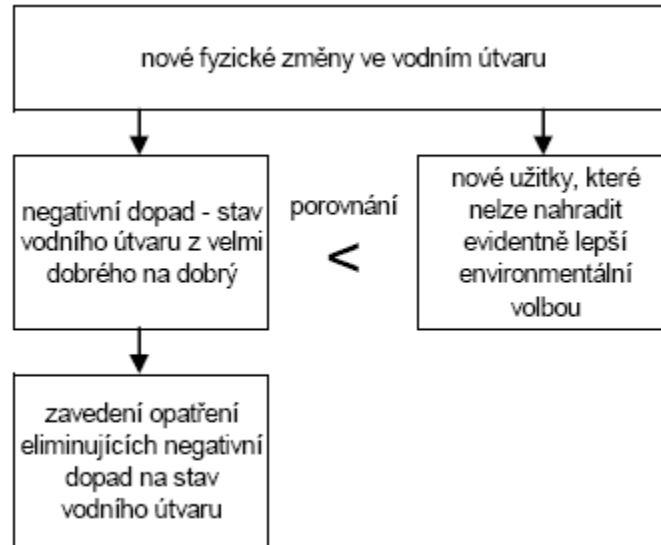 nové fyzické změny ve vodním útvaru
negativní dopad - stav
vodního útvaru z velmi
dobrého na dobrý
porovnání
<
nové užitky, které
nelze nahradit
evidentně lepší
environmentální
volbou
zavedení opatření
eliminujících negativní
dopad na stav
vodního útvaru